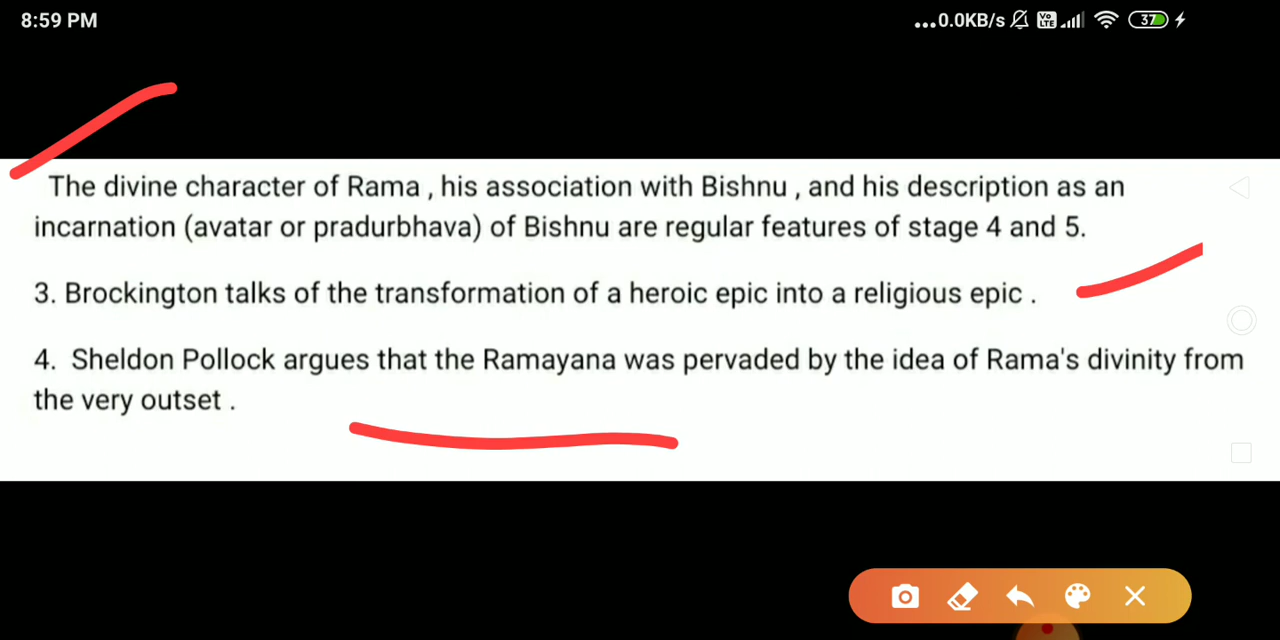 8:59 PM
...0.0KB/s
Vo
LTE
37
The divine character of Rama , his association with Bishnu , and his description as an
incarnation (avatar or pradurbhava) of Bishnu are regular features of stage 4 and 5.
3. Brockington talks of the transformation of a heroic epic into a religious epic .
4. Sheldon Pollock argues that the Ramayana was pervaded by the idea of Rama's divinity from
the very outset .